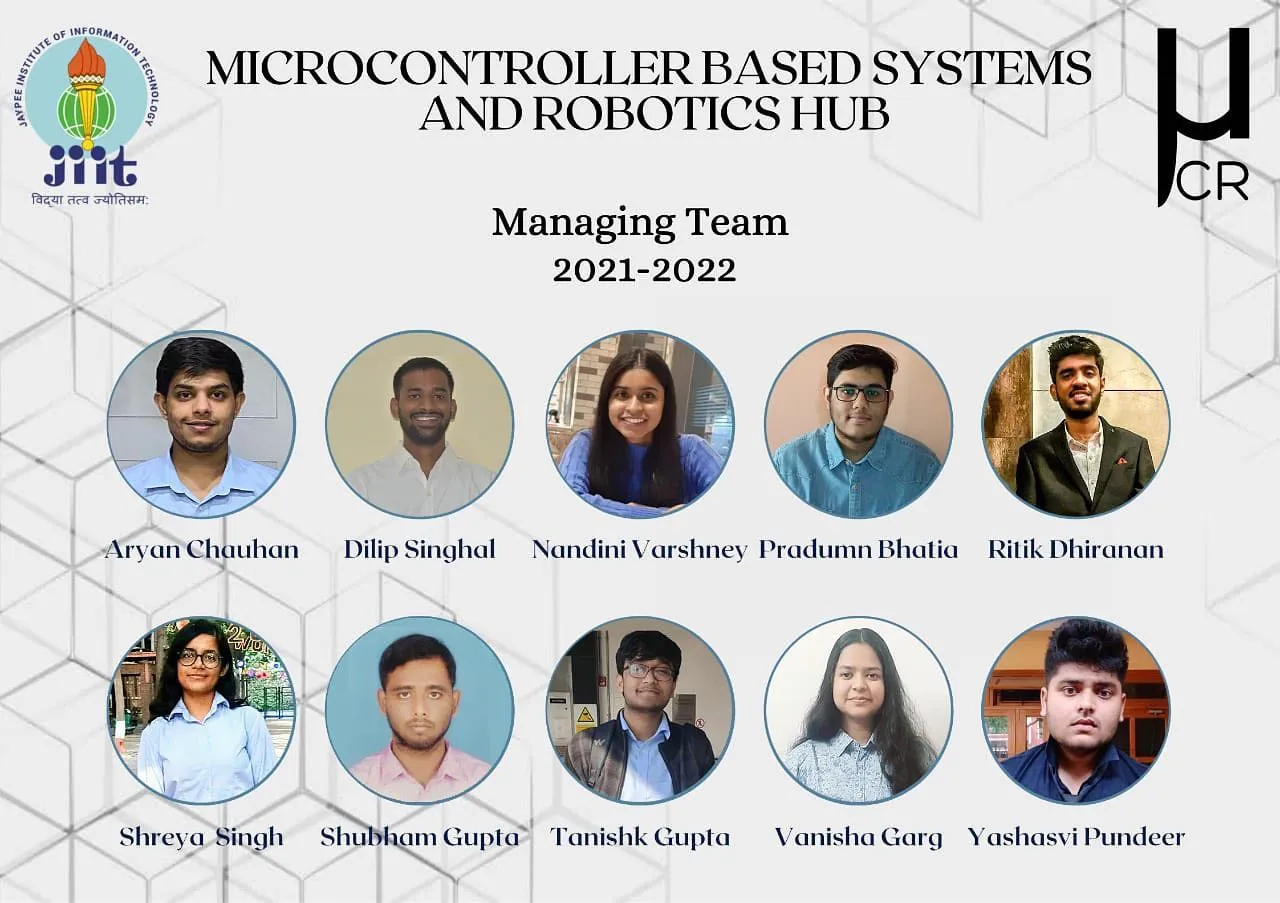 JAYPEE INSTITUTE OF INFORMATION TECHNOLOGY
jiit
विद्या तत्व ज्योतिसम:
MICROCONTROLLER BASED SYSTEMS
AND ROBOTICS HUB
μ
CR
Managing Team
2021-2022
Aryan Chauhan
Dilip Singhal
Nandini Varshney
Pradumn Bhatia
Ritik Dhiranan
Shreya Singh
Shubham Gupta
Tanishk Gupta
Vanisha Garg
Yashasvi Pundeer